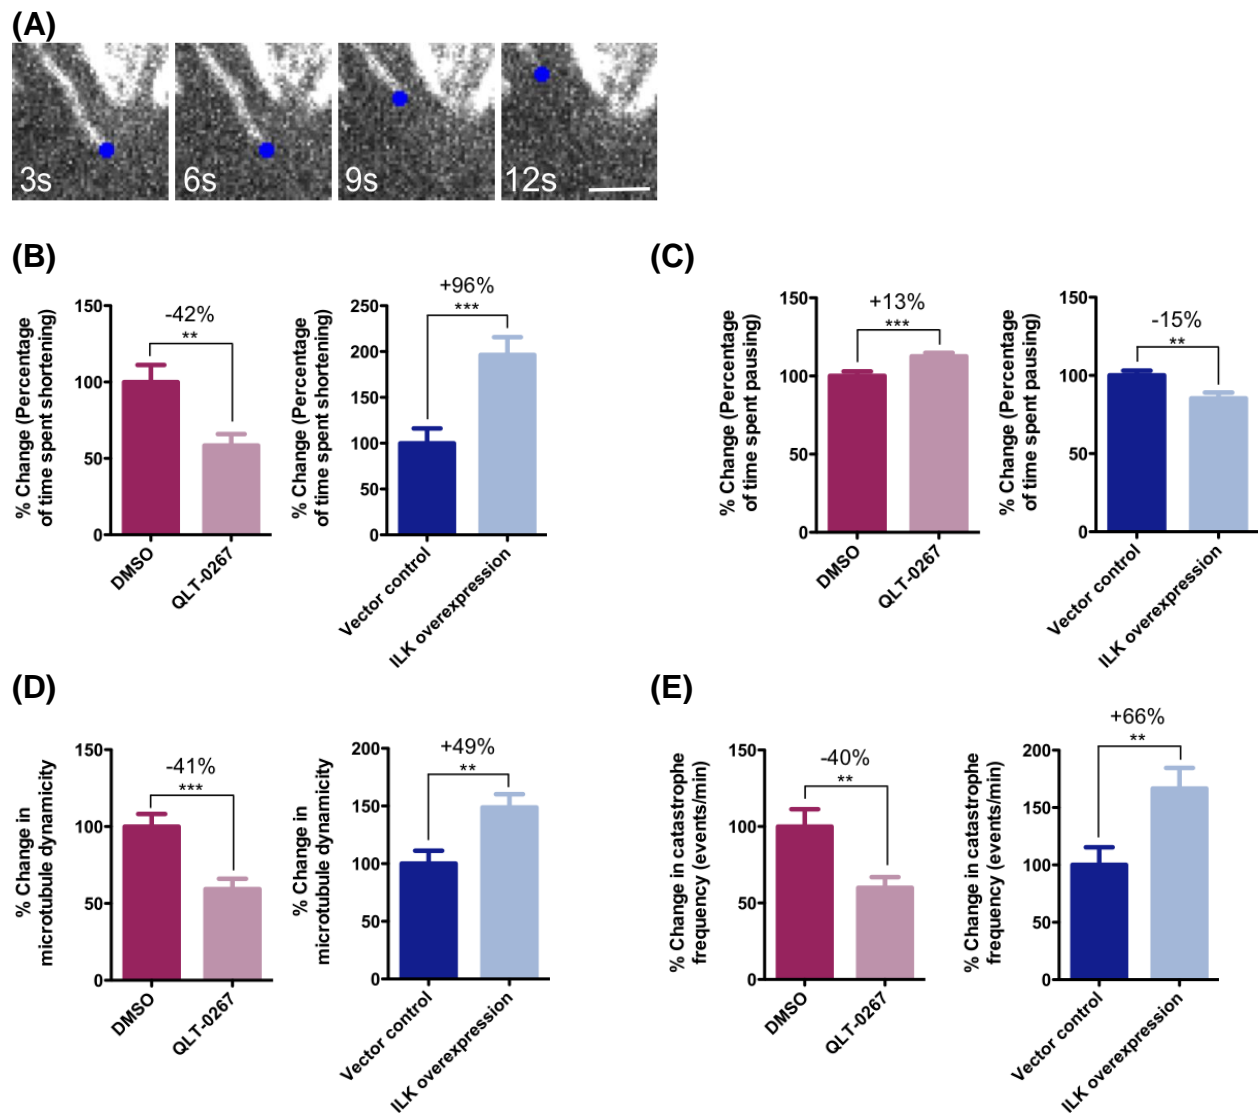 (A)
3s
6s
9s
12s
(B)
% Change (Percentage
of time spent shortening)
150
100
50
0
-42%
**
DMSO
QLT-0267
% Change (Percentage
of time spent shortening)
250
200
150
100
50
0
+96%
***
Vector control
ILK overexpression
(C)
% Change (Percentage
of time spent pausing)
150
100
50
0
+13%
***
DMSO
QLT-0267
% Change (Percentage
of time spent pausing)
150
100
50
0
-15%
**
Vector control
ILK overexpression
(D)
% Change in
microtubule dynamicity
150
100
50
0
-41%
***
DMSO
QLT-0267
% Change in
microtubule dynamicity
200
150
100
50
0
+49%
**
Vector control
ILK overexpression
(E)
% Change in catastrophe
frequency (events/min)
150
100
50
0
-40%
**
DMSO
QLT-0267
% Change in catastrophe
frequency (events/min)
200
150
100
50
0
+66%
**
Vector control
ILK overexpression